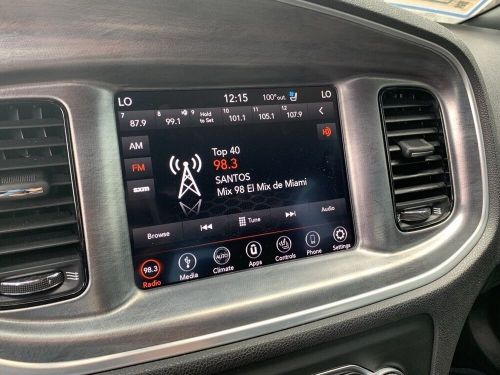 LO 12:15 100°out LO
7 8 9 Hold to Set 10 11 12
87.9 99.1 101.1 105.1 107.9
AM
FM
sxm
Top 40
98.3
SANTOS
Mix 98 El Mix de Miami
Browse Tune Audio
98.3 AUTO
Radio Media Climate Apps Controls Phone Settings